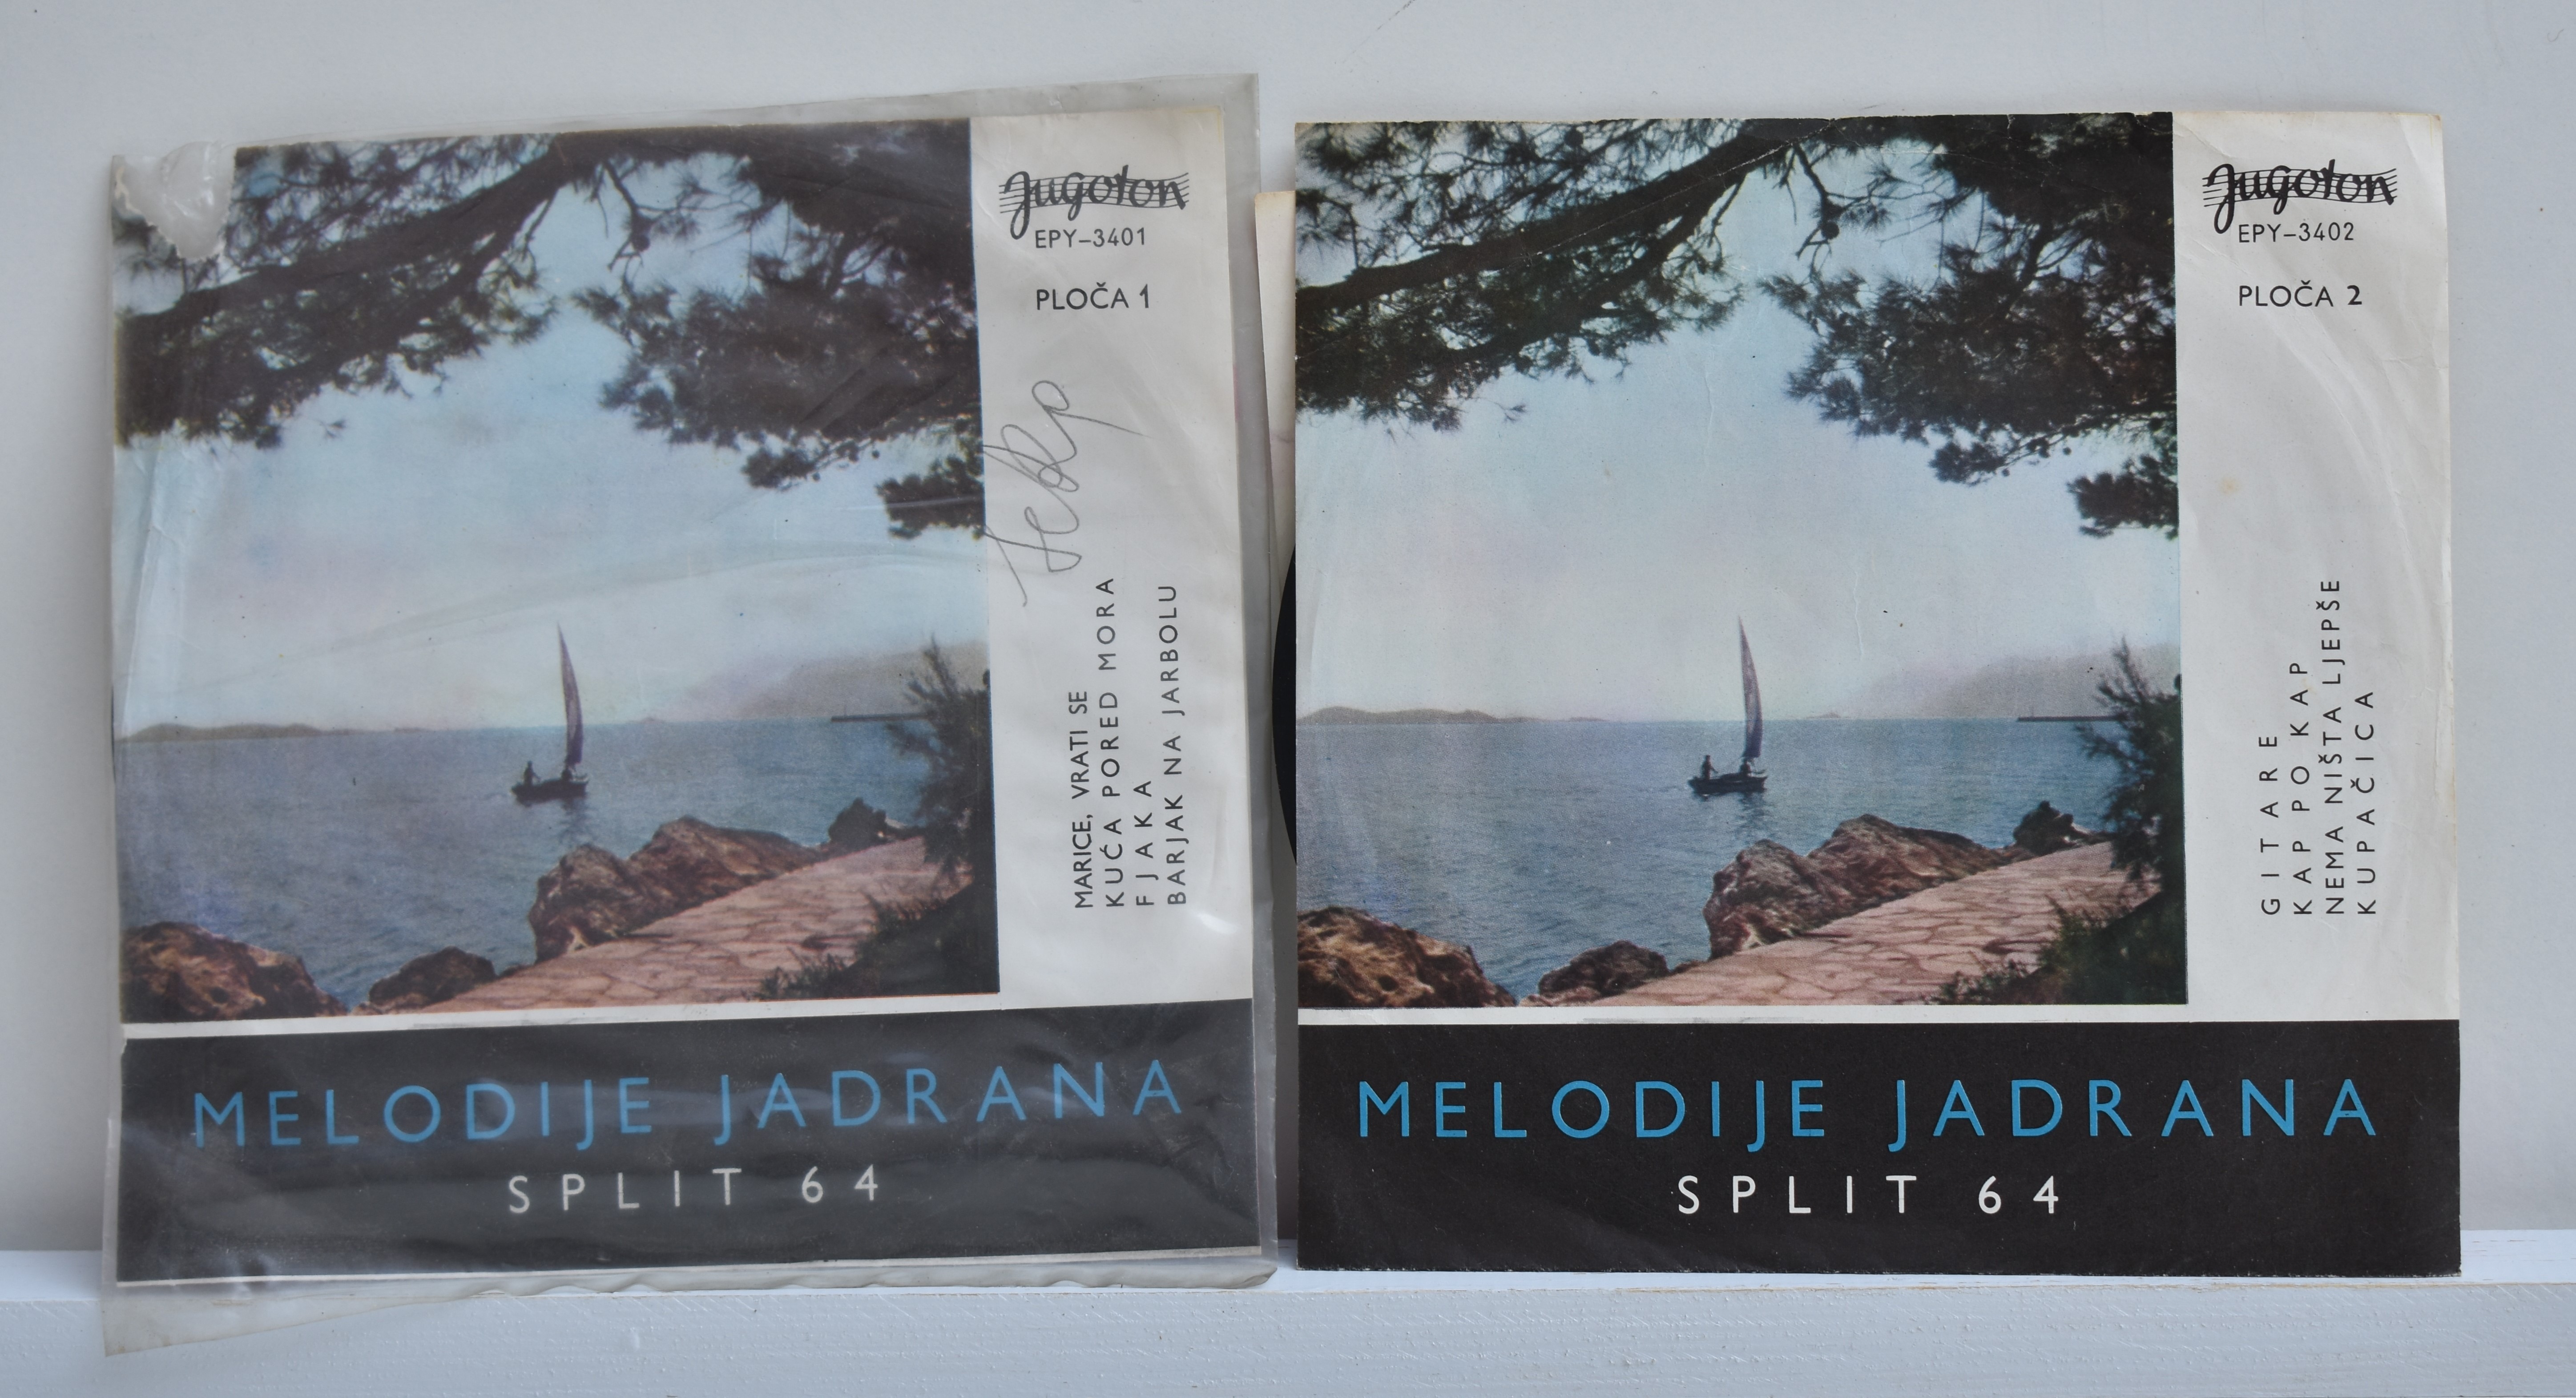 Jugoton
EPY–3401
PLOČA 1
MARICE, VRATI SE
KUĆA PORED MORA
FJAKA
BARJAK NA JARBOLU
MELODIJE JADRANA
SPLIT 64
Jugoton
EPY–3402
PLOČA 2
GITARE
KAP PO KAP
NEMA NIŠTA LJEPŠE
KUPAČICA
MELODIJE JADRANA
SPLIT 64